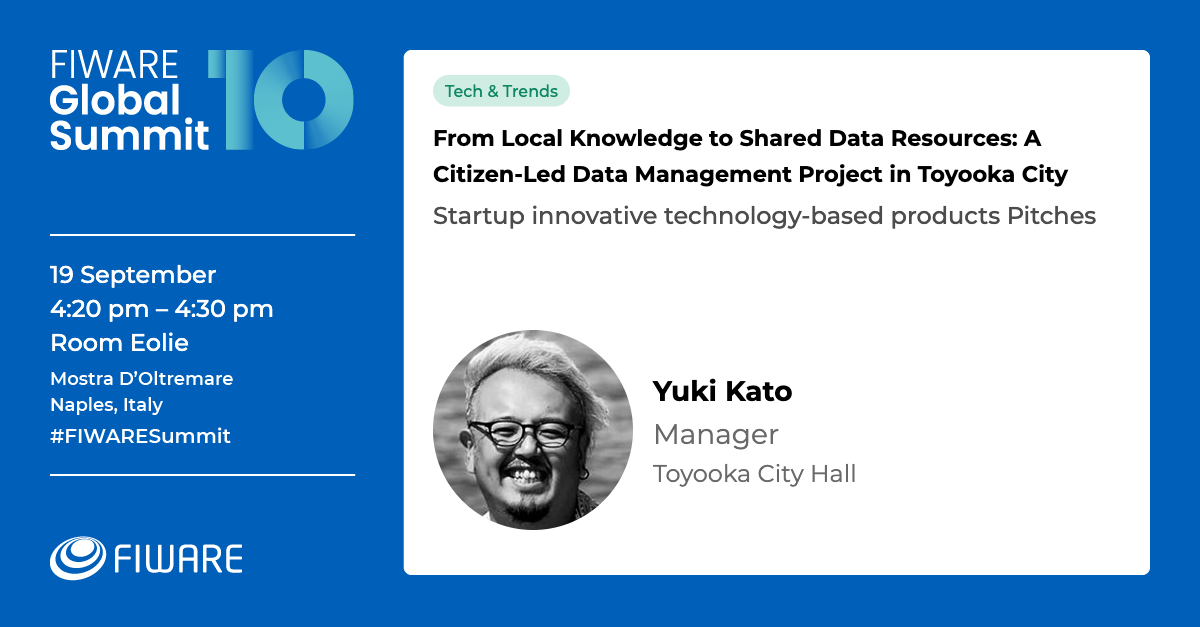 FIWARE
Global
Summit 10
19 September
4:20 pm – 4:30 pm
Room Eolie
Mostra D’Oltremare
Naples, Italy
#FIWARESummit
FIWARE
Tech & Trends
From Local Knowledge to Shared Data Resources: A
Citizen-Led Data Management Project in Toyooka City
Startup innovative technology-based products Pitches
Yuki Kato
Manager
Toyooka City Hall